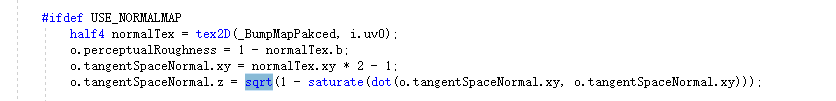 #ifdef USE_NORMALMAP
half4 normalTex = tex2D(_BumpMapPakced, i.uv0);
o.perceptualRoughness = 1 - normalTex.b;
o.tangentSpaceNormal.xy = normalTex.xy * 2 - 1;
o.tangentSpaceNormal.z = sqrt(1 - saturate(dot(o.tangentSpaceNormal.xy, o.tangentSpaceNormal.xy)));